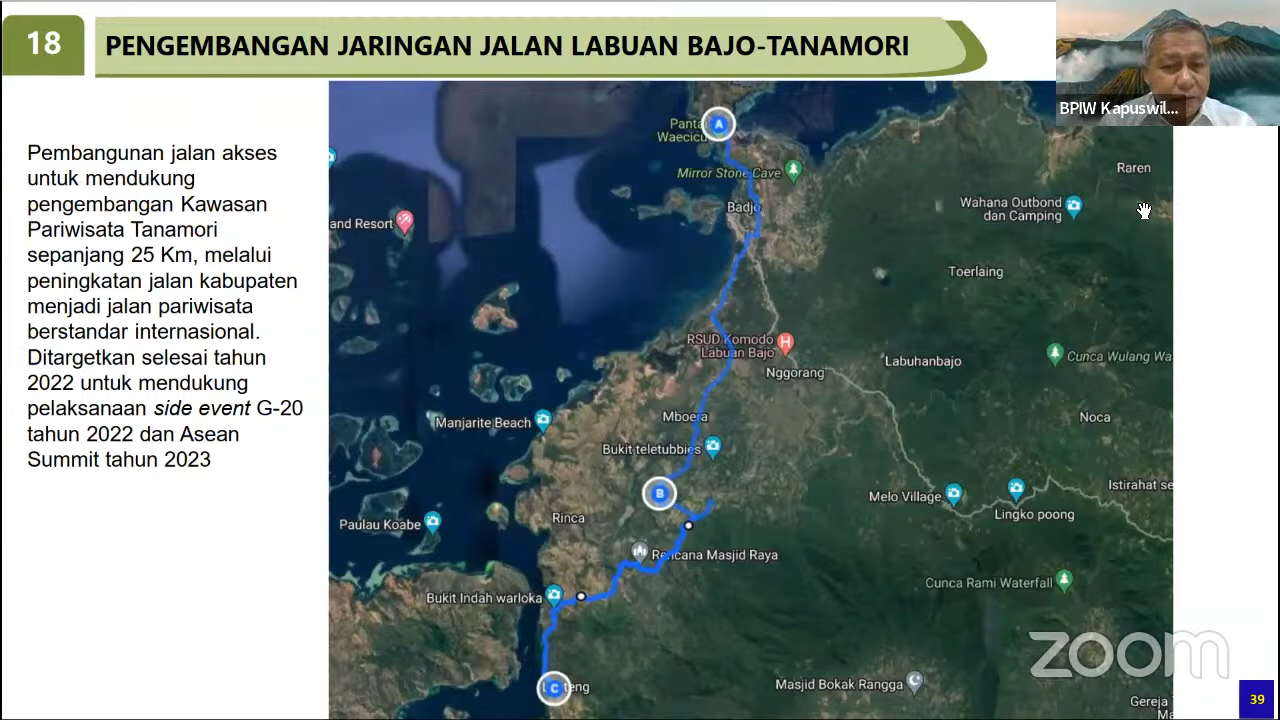 18
PENGEMBANGAN JARINGAN JALAN LABUAN BAJO-TANAMORI
BPIW Kapuswil...
Pembangunan jalan akses
untuk mendukung
pengembangan Kawasan
Pariwisata Tanamori
sepanjang 25 Km, melalui
peningkatan jalan kabupaten
menjadi jalan pariwisata
berstandar internasional.
Ditargetkan selesai tahun
2022 untuk mendukung
pelaksanaan side event G-20
tahun 2022 dan Asean
Summit tahun 2023
A
Waecicu
Mirror Stone Cave
Raren
Badjo
Wahana Outbond
dan Camping
and Resort
Toerlaing
RSUD Komodo
Labuan Bajo
Nggorang
Labuhanbajo
Cunca Wulang Wa
Mboera
Noca
Manjarite Beach
Bukit teletubbies
B
Melo Village
Istirahat se
Lingko poong
Rinca
Paulau Koabe
Rencana Masjid Raya
Cunca Rami Waterfall
Bukit Indah warloka
zoom
C
teng
Masjid Bokak Rangga
Gereja
Ma
39